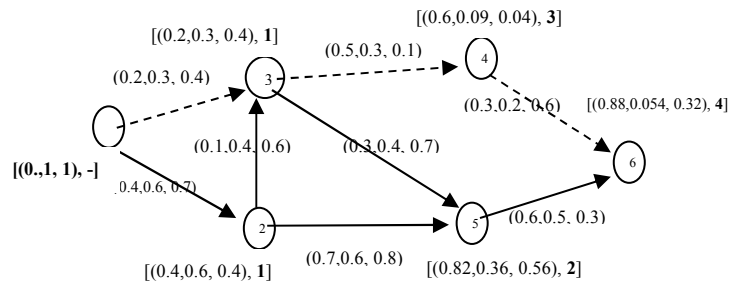 [(0.6,0.09, 0.04), 3]
[(0.2,0.3, 0.4), 1]
(0.5,0.3, 0.1)
4
(0.2,0.3, 0.4)
3
(0.3,0.2, 0.6)
[(0.88,0.054, 0.32), 4]
(0.1,0.4, 0.6)
(0.3,0.4, 0.7)
6
[(0.,1, 1), -]
0.4,0.6, 0.7)
2
5
(0.6,0.5, 0.3)
(0.7,0.6, 0.8)
[(0.4,0.6, 0.4), 1]
[(0.82,0.36, 0.56), 2]